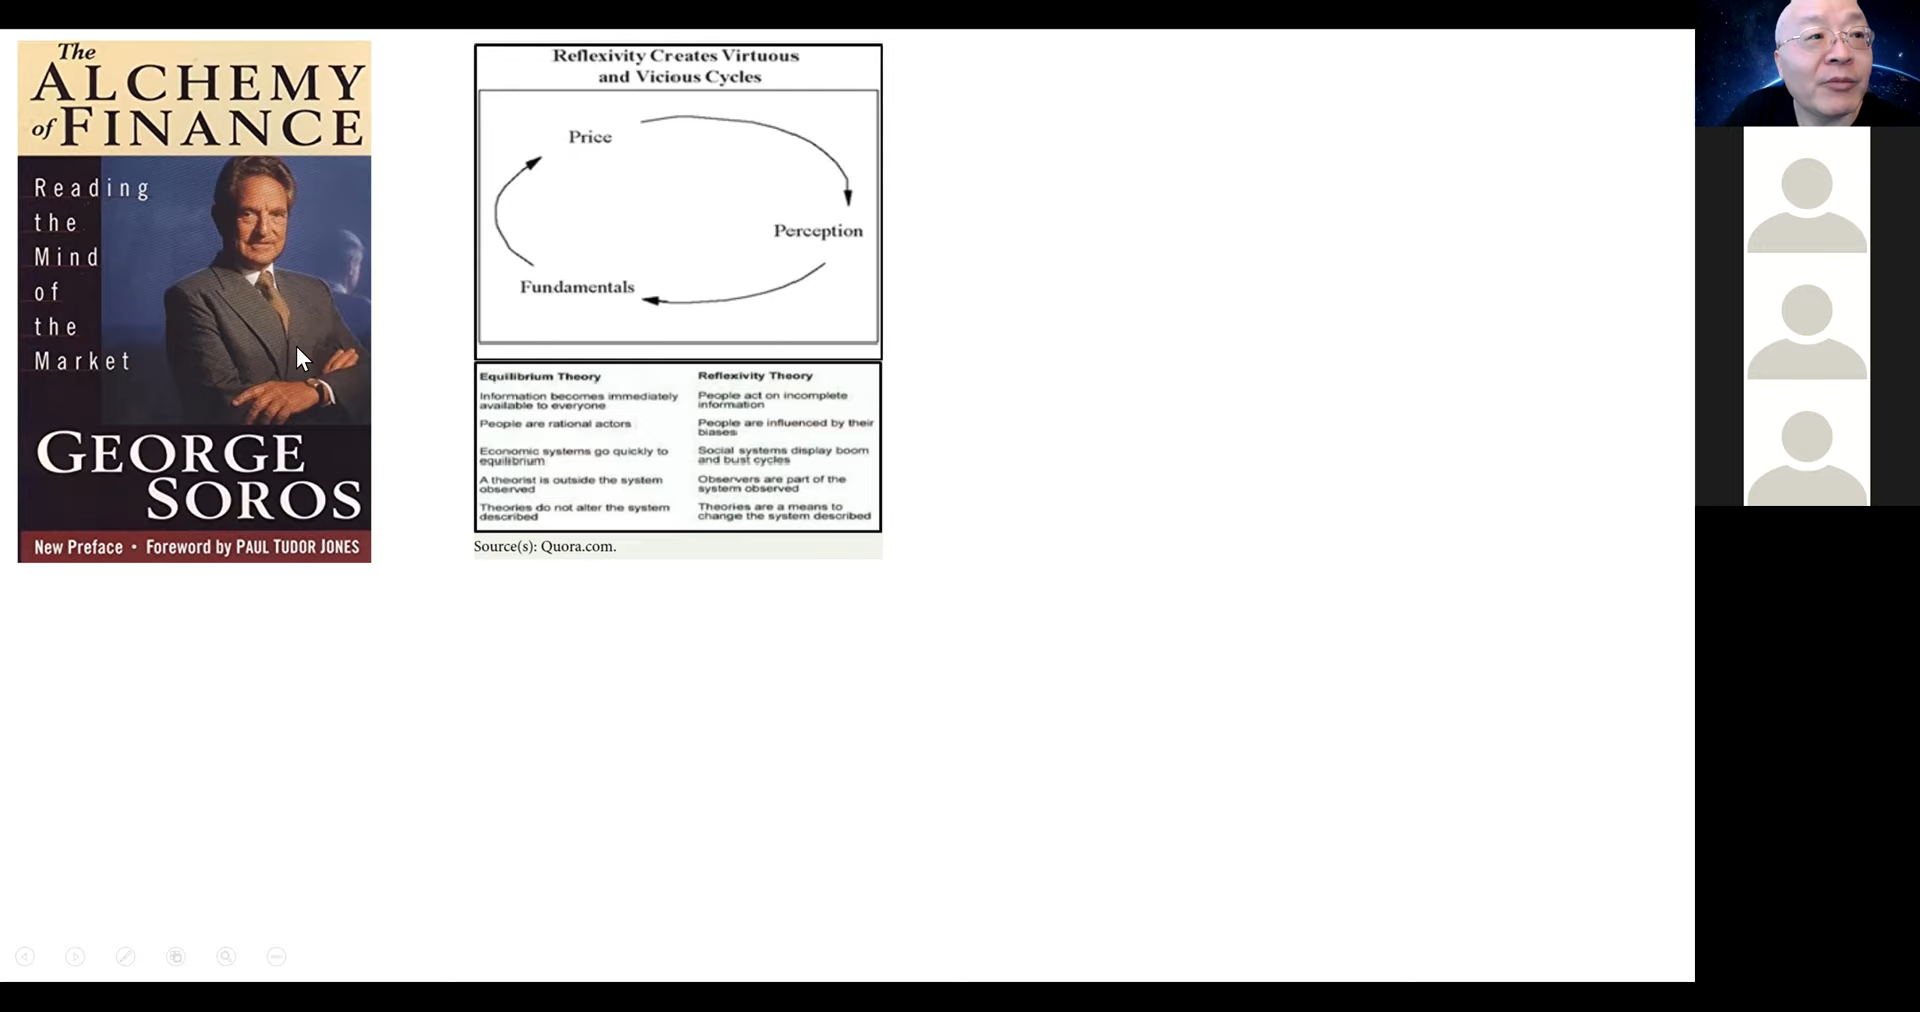 The
ALCHEMY
of FINANCE
Reading
the
Mind
of
the
Market
GEORGE
SOROS
New Preface • Foreword by PAUL TUDOR JONES
Reflexivity Creates Virtuous
and Vicious Cycles
Price
Perception
Fundamentals
Equilibrium Theory
Information becomes immediately
available to everyone
People are rational actors
Economic systems go quickly to
equilibrium
A theorist is outside the system
observed
Theories do not alter the system
described
Reflexivity Theory
People act on incomplete
information
People are influenced by their
biases
Social systems display boom
and bust cycles
Observers are part of the
system observed
Theories are a means to
change the system described
Source(s): Quora.com.